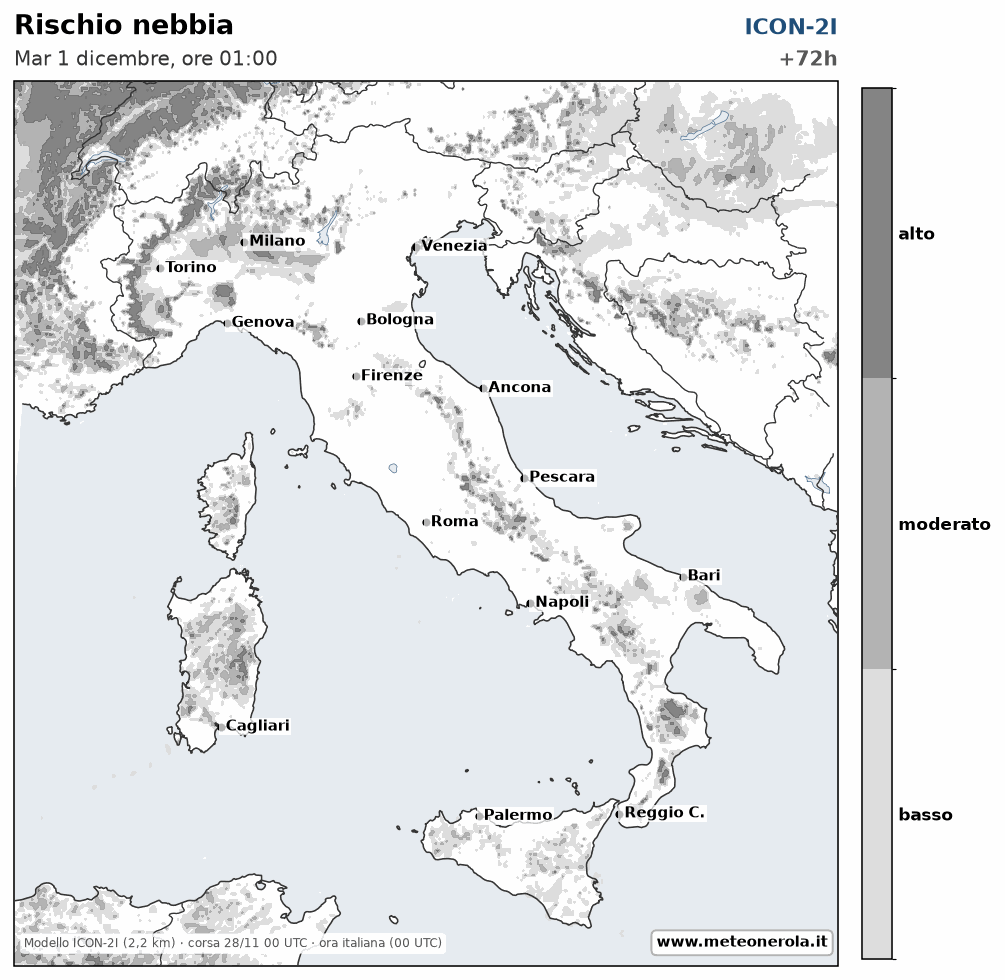 Rischio nebbia
ICON-2I
Mar 1 dicembre, ore 01:00
+72h
alto
Milano
Venezia
Torino
Bologna
Genova
Firenze
Ancona
Pescara
Roma
moderato
Bari
Napoli
Cagliari
Palermo
Reggio C.
basso
Modello ICON-2I (2,2 km) · corsa 28/11 00 UTC · ora italiana (00 UTC)
www.meteonerola.it